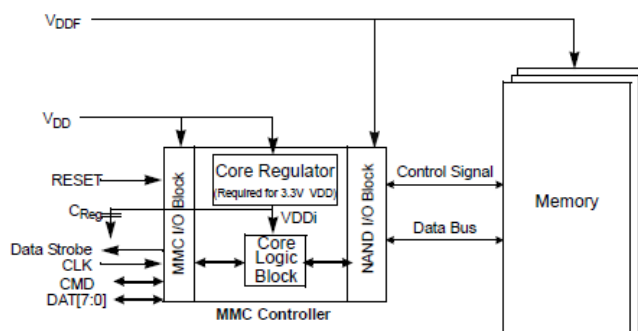 VDDF
VDD
RESET
CReg
Data Strobe
CLK
CMD
DAT[7:0]
MMC I/O Block
Core Regulator
(Required for 3.3V VDD)
VDDi
Core
Logic
Block
NAND I/O Block
MMC Controller
Control Signal
Data Bus
Memory